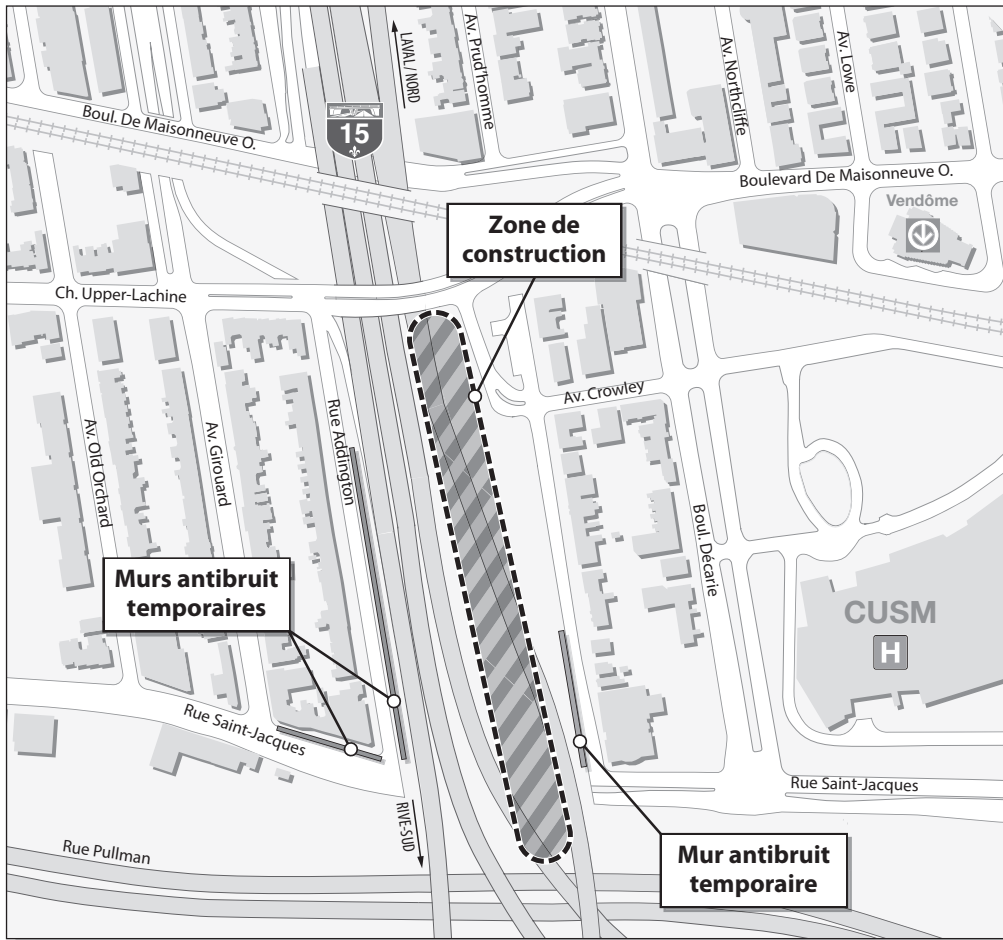 LAVAL/NORD
Av. Prud'homme
Av. Northcliffe
Av. Lowe
15
Boul. De Maisonneuve O.
Boulevard De Maisonneuve O.
Vendôme
Zone de
construction
Ch. Upper-Lachine
Av. Crowley
Rue Addington
Av. Old Orchard
Av. Girouard
Boul. Décarie
Murs antibruit
temporaires
CUSM
H
Rue Saint-Jacques
Rue Saint-Jacques
RIVE-SUD
Rue Pullman
Mur antibruit
temporaire